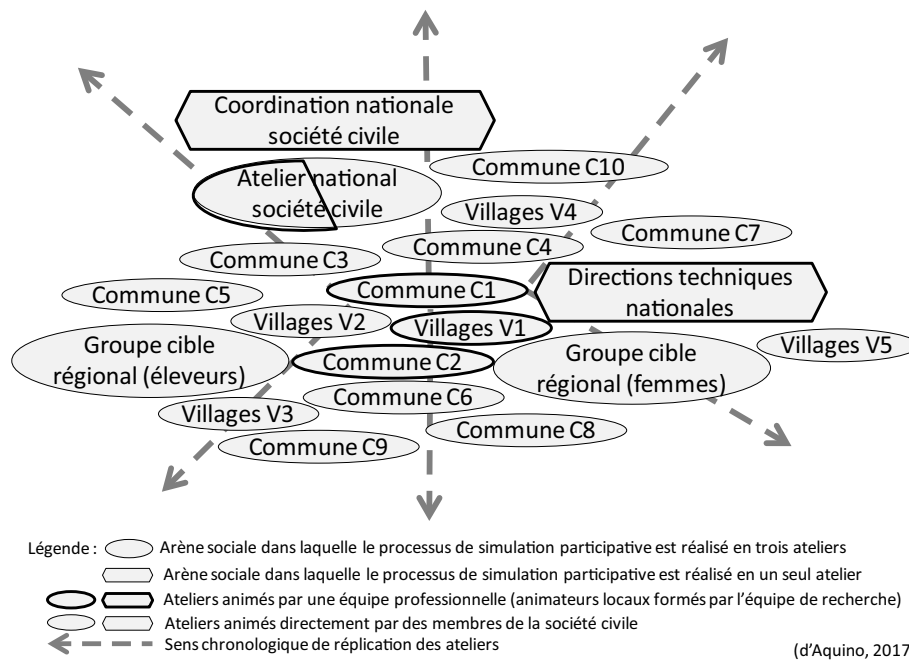 Coordination nationale
société civile
Atelier national
société civile
Commune C10
Villages V4
Commune C7
Commune C4
Commune C3
Directions techniques
nationales
Commune C1
Commune C5
Villages V2
Villages V1
Groupe cible
régional (éleveurs)
Commune C2
Groupe cible
régional (femmes)
Villages V5
Commune C6
Villages V3
Commune C8
Commune C9
Légende :
Arène sociale dans laquelle le processus de simulation participative est réalisé en trois ateliers
Arène sociale dans laquelle le processus de simulation participative est réalisé en un seul atelier
Ateliers animés par une équipe professionnelle (animateurs locaux formés par l'équipe de recherche)
Ateliers animés directement par des membres de la société civile
Sens chronologique de réplication des ateliers
(d'Aquino, 2017